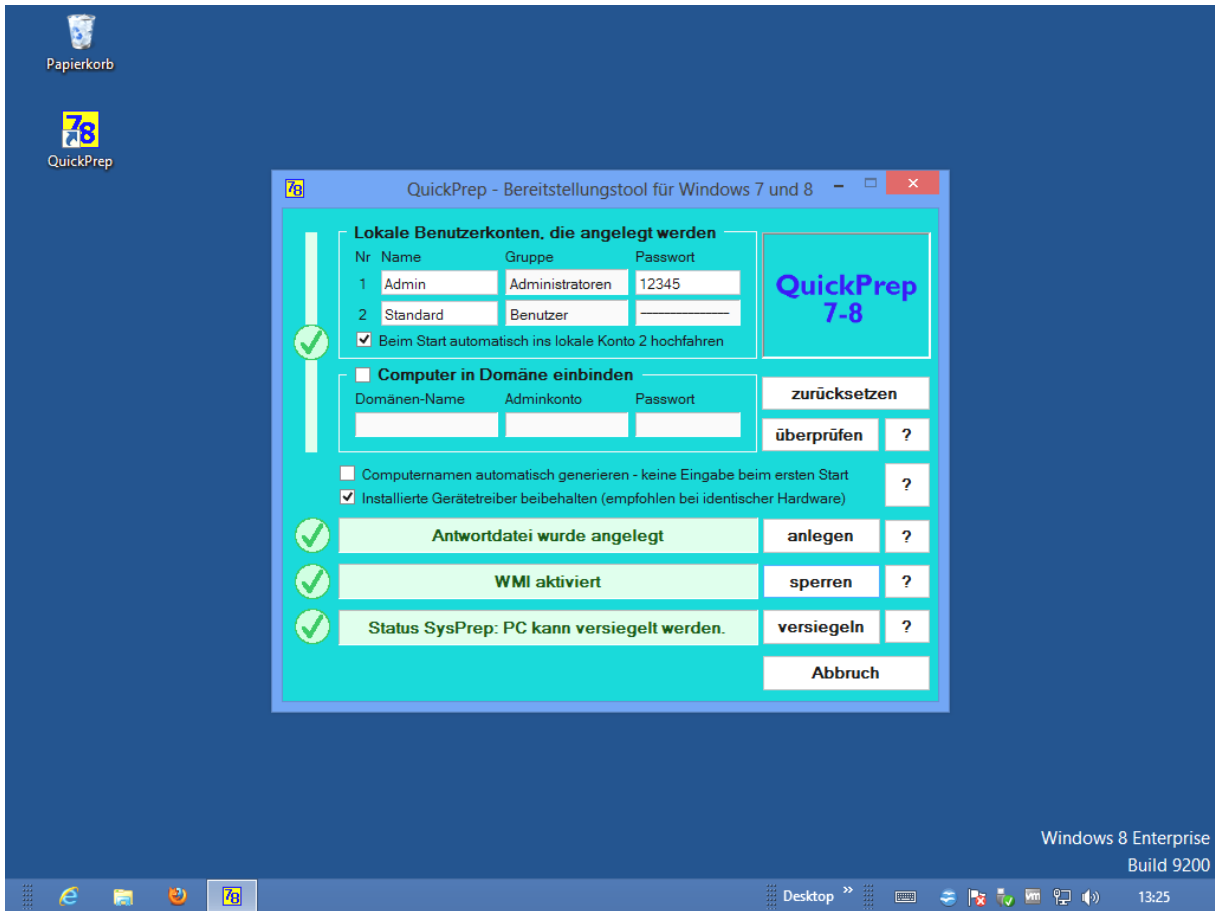 Papierkorb
78
QuickPrep
78 QuickPrep - Bereitstellungstool für Windows 7 und 8
Lokale Benutzerkonten, die angelegt werden
Nr Name Gruppe Passwort
1 Admin Administratoren 12345
2 Standard Benutzer ---------------
Beim Start automatisch ins lokale Konto 2 hochfahren
QuickPrep
7-8
Computer in Domäne einbinden
Domänen-Name Adminkonto Passwort
zurücksetzen
überprüfen ?
Computernamen automatisch generieren - keine Eingabe beim ersten Start
Installierte Gerätetreiber beibehalten (empfohlen bei identischer Hardware)
?
Antwortdatei wurde angelegt anlegen ?
WMI aktiviert sperren ?
Status SysPrep: PC kann versiegelt werden. versiegeln ?
Abbruch
Windows 8 Enterprise
Build 9200
78 Desktop » vm 13:25